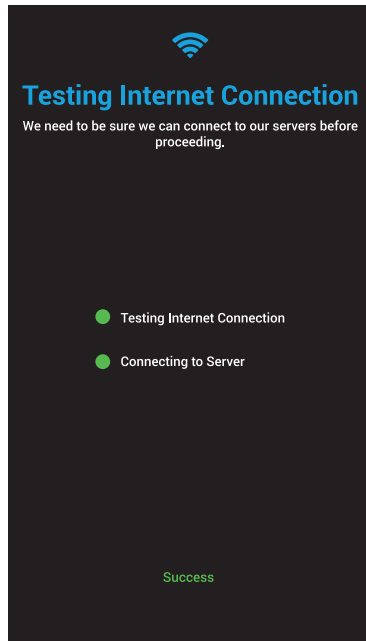 Testing Internet Connection
We need to be sure we can connect to our servers before
proceeding.
Testing Internet Connection
Connecting to Server
Success